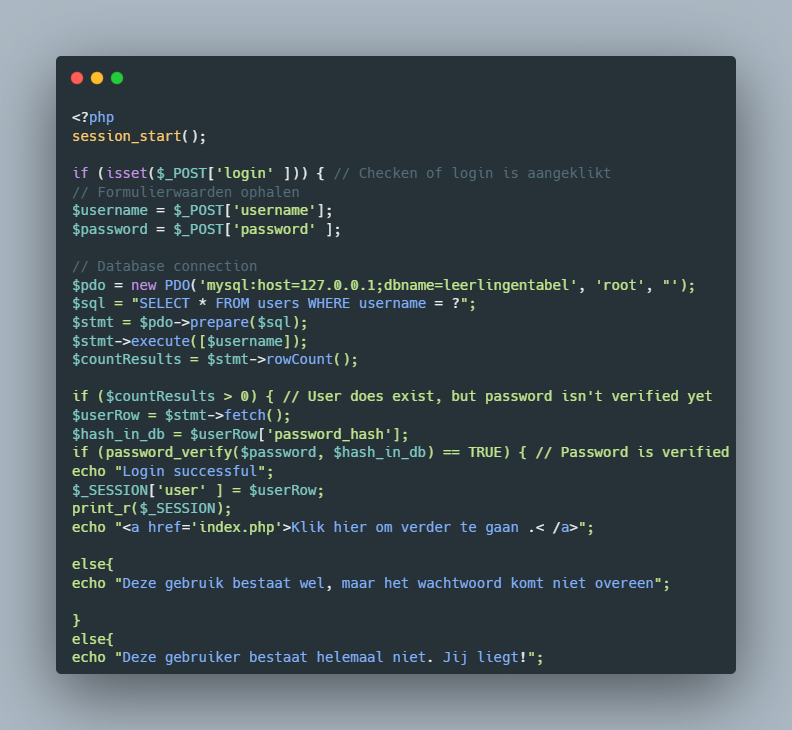 <?php
session_start();
if (isset($_POST['login' ])) { // Checken of login is aangeklikt
// Formulierwaarden ophalen
$username = $_POST['username'];
$password = $_POST['password' ];
// Database connection
$pdo = new PDO('mysql:host=127.0.0.1;dbname=leerlingentabel', 'root', "');
$sql = "SELECT * FROM users WHERE username = ?";
$stmt = $pdo->prepare($sql);
$stmt->execute([$username]);
$countResults = $stmt->rowCount();
if ($countResults > 0) { // User does exist, but password isn't verified yet
$userRow = $stmt->fetch();
$hash_in_db = $userRow['password_hash'];
if (password_verify($password, $hash_in_db) == TRUE) { // Password is verified
echo "Login successful";
$_SESSION['user' ] = $userRow;
print_r($_SESSION);
echo "<a href='index.php'>Klik hier om verder te gaan .< /a>";
else{
echo "Deze gebruik bestaat wel, maar het wachtwoord komt niet overeen";
}
else{
echo "Deze gebruiker bestaat helemaal niet. Jij liegt!";